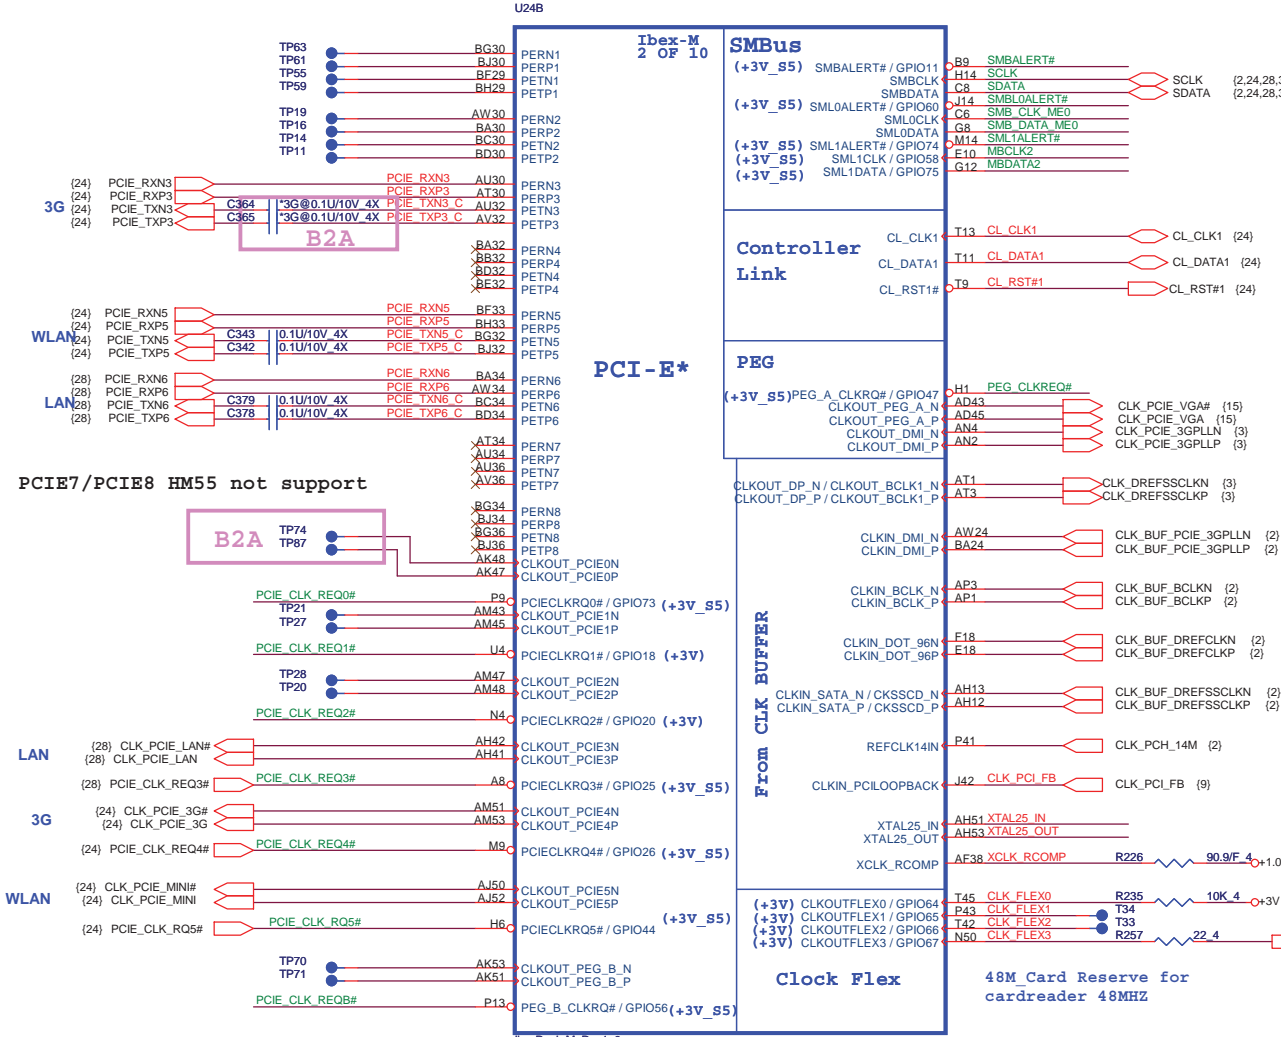 U24B
Ibex-M
2 OF 10
PCI-E*
TP63 BG30 PERN1
TP61 BJ30 PERP1
TP55 BF29 PETN1
TP59 BH29 PETP1
TP19 AW30 PERN2
TP16 BA30 PERP2
TP14 BC30 PETN2
TP11 BD30 PETP2
3G
{24} PCIE_RXN3 PCIE_RXN3 AU30 PERN3
{24} PCIE_RXP3 PCIE_RXP3 AT30 PERP3
{24} PCIE_TXN3 C364 *3G@0.1U/10V_4X PCIE_TXN3_C AU32 PETN3
{24} PCIE_TXP3 C365 *3G@0.1U/10V_4X PCIE_TXP3_C AV32 PETP3
B2A
BA32 PERN4
BB32 PERP4
BD32 PETN4
BE32 PETP4
WLAN
{24} PCIE_RXN5 PCIE_RXN5 BF33 PERN5
{24} PCIE_RXP5 PCIE_RXP5 BH33 PERP5
{24} PCIE_TXN5 C343 0.1U/10V_4X PCIE_TXN5_C BG32 PETN5
{24} PCIE_TXP5 C342 0.1U/10V_4X PCIE_TXP5_C BJ32 PETP5
LAN
{28} PCIE_RXN6 PCIE_RXN6 BA34 PERN6
{28} PCIE_RXP6 PCIE_RXP6 AW34 PERP6
{28} PCIE_TXN6 C379 0.1U/10V_4X PCIE_TXN6_C BC34 PETN6
{28} PCIE_TXP6 C378 0.1U/10V_4X PCIE_TXP6_C BD34 PETP6
AT34 PERN7
AU34 PERP7
AU36 PETN7
AV36 PETP7
PCIE7/PCIE8 HM55 not support
BG34 PERN8
BJ34 PERP8
BG36 PETN8
BJ36 PETP8
B2A
TP74 AK48 CLKOUT_PCIE0N
TP87 AK47 CLKOUT_PCIE0P
PCIE_CLK_REQ0# P9 PCIECLKRQ0# / GPIO73 (+3V_S5)
TP21 AM43 CLKOUT_PCIE1N
TP27 AM45 CLKOUT_PCIE1P
PCIE_CLK_REQ1# U4 PCIECLKRQ1# / GPIO18 (+3V)
TP28 AM47 CLKOUT_PCIE2N
TP20 AM48 CLKOUT_PCIE2P
PCIE_CLK_REQ2# N4 PCIECLKRQ2# / GPIO20 (+3V)
LAN
{28} CLK_PCIE_LAN# AH42 CLKOUT_PCIE3N
{28} CLK_PCIE_LAN AH41 CLKOUT_PCIE3P
{28} PCIE_CLK_REQ3# PCIE_CLK_REQ3# A8 PCIECLKRQ3# / GPIO25 (+3V_S5)
3G
{24} CLK_PCIE_3G# AM51 CLKOUT_PCIE4N
{24} CLK_PCIE_3G AM53 CLKOUT_PCIE4P
{24} PCIE_CLK_REQ4# PCIE_CLK_REQ4# M9 PCIECLKRQ4# / GPIO26 (+3V_S5)
WLAN
{24} CLK_PCIE_MINI# AJ50 CLKOUT_PCIE5N
{24} CLK_PCIE_MINI AJ52 CLKOUT_PCIE5P
{24} PCIE_CLK_RQ5# PCIE_CLK_RQ5# H6 PCIECLKRQ5# / GPIO44 (+3V_S5)
TP70 AK53 CLKOUT_PEG_B_N
TP71 AK51 CLKOUT_PEG_B_P
PCIE_CLK_REQB# P13 PEG_B_CLKRQ# / GPIO56 (+3V_S5)
SMBus
(+3V_S5) SMBALERT# / GPIO11 B9 SMBALERT#
SMBCLK H14 SCLK SCLK {2,24,28,3
SMBDATA C8 SDATA SDATA {2,24,28,3
(+3V_S5) SML0ALERT# / GPIO60 J14 SMBL0ALERT#
SML0CLK C6 SMB_CLK_ME0
SML0DATA G8 SMB_DATA_ME0
(+3V_S5) SML1ALERT# / GPIO74 M14 SML1ALERT#
(+3V_S5) SML1CLK / GPIO58 E10 MBCLK2
(+3V_S5) SML1DATA / GPIO75 G12 MBDATA2
Controller
Link
CL_CLK1 T13 CL_CLK1 CL_CLK1 {24}
CL_DATA1 T11 CL_DATA1 CL_DATA1 {24}
CL_RST1# T9 CL_RST#1 CL_RST#1 {24}
PEG
(+3V_S5) PEG_A_CLKRQ# / GPIO47 H1 PEG_CLKREQ#
CLKOUT_PEG_A_N AD43 CLK_PCIE_VGA# {15}
CLKOUT_PEG_A_P AD45 CLK_PCIE_VGA {15}
CLKOUT_DMI_N AN4 CLK_PCIE_3GPLLN {3}
CLKOUT_DMI_P AN2 CLK_PCIE_3GPLLP {3}
CLKOUT_DP_N / CLKOUT_BCLK1_N AT1 CLK_DREFSSCLKN {3}
CLKOUT_DP_P / CLKOUT_BCLK1_P AT3 CLK_DREFSSCLKP {3}
From CLK BUFFER
CLKIN_DMI_N AW24 CLK_BUF_PCIE_3GPLLN {2}
CLKIN_DMI_P BA24 CLK_BUF_PCIE_3GPLLP {2}
CLKIN_BCLK_N AP3 CLK_BUF_BCLKN {2}
CLKIN_BCLK_P AP1 CLK_BUF_BCLKP {2}
CLKIN_DOT_96N F18 CLK_BUF_DREFCLKN {2}
CLKIN_DOT_96P E18 CLK_BUF_DREFCLKP {2}
CLKIN_SATA_N / CKSSCD_N AH13 CLK_BUF_DREFSSCLKN {2}
CLKIN_SATA_P / CKSSCD_P AH12 CLK_BUF_DREFSSCLKP {2}
REFCLK14IN P41 CLK_PCH_14M {2}
CLKIN_PCILOOPBACK J42 CLK_PCI_FB CLK_PCI_FB {9}
XTAL25_IN AH51 XTAL25_IN
XTAL25_OUT AH53 XTAL25_OUT
XCLK_RCOMP AF38 XCLK_RCOMP R226 90.9/F_4 +1.0
(+3V) CLKOUTFLEX0 / GPIO64 T45 CLK_FLEX0 R235 10K_4 +3V
(+3V) CLKOUTFLEX1 / GPIO65 P43 CLK_FLEX1 T34
(+3V) CLKOUTFLEX2 / GPIO66 T42 CLK_FLEX2 T33
(+3V) CLKOUTFLEX3 / GPIO67 N50 CLK_FLEX3 R257 22_4
Clock Flex
48M_Card Reserve for
cardreader 48MHZ